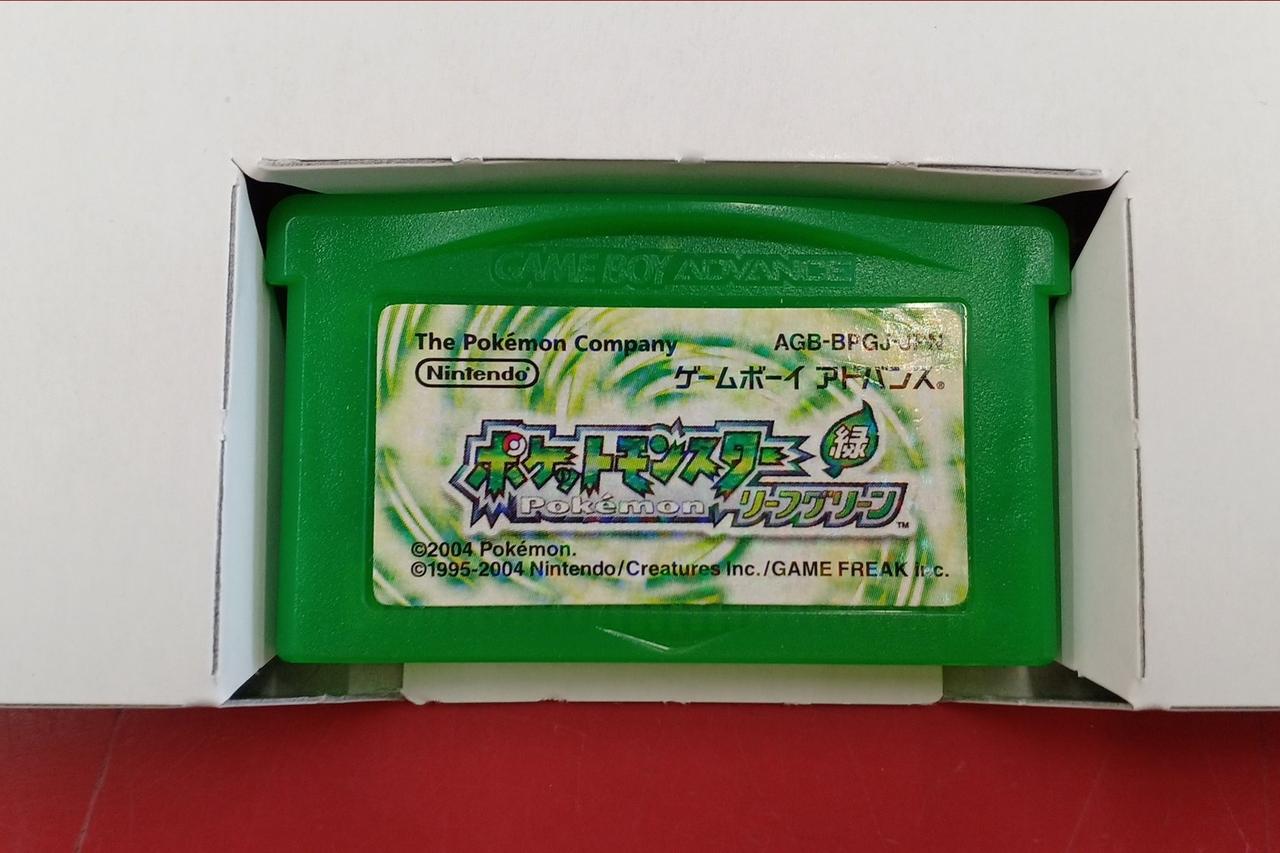 GAME BOY ADVANCE
The Pokémon Company
AGB-BPGJ-JPN
Nintendo®
ゲームボーイ アドバンス®
ポケットモンスター 緑
Pokémon リーフグリーン™
©2004 Pokémon.
©1995-2004 Nintendo/Creatures Inc./GAME FREAK inc.